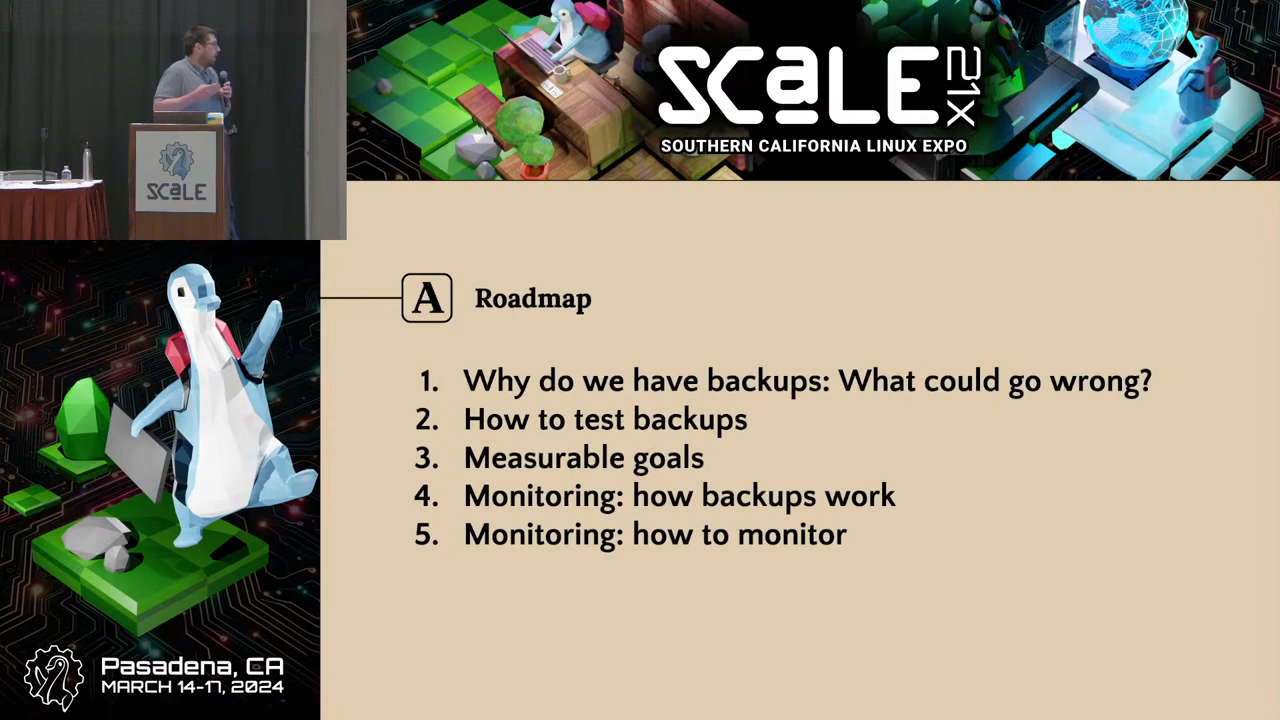 SCALE
SCALE 21X
SOUTHERN CALIFORNIA LINUX EXPO
A Roadmap
1. Why do we have backups: What could go wrong?
2. How to test backups
3. Measurable goals
4. Monitoring: how backups work
5. Monitoring: how to monitor
Pasadena, CA
MARCH 14-17, 2024